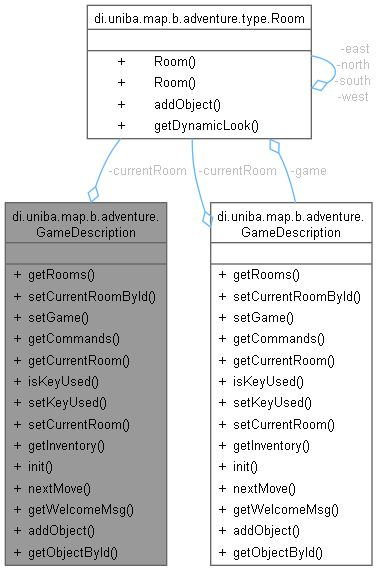 di.uniba.map.b.adventure.type.Room
+ Room()
+ Room()
+ addObject()
+ getDynamicLook()
-east
-north
-south
-west
-currentRoom
-currentRoom
-game
di.uniba.map.b.adventure.
GameDescription
+ getRooms()
+ setCurrentRoomById()
+ setGame()
+ getCommands()
+ getCurrentRoom()
+ isKeyUsed()
+ setKeyUsed()
+ setCurrentRoom()
+ getInventory()
+ init()
+ nextMove()
+ getWelcomeMsg()
+ addObject()
+ getObjectById()
di.uniba.map.b.adventure.
GameDescription
+ getRooms()
+ setCurrentRoomById()
+ setGame()
+ getCommands()
+ getCurrentRoom()
+ isKeyUsed()
+ setKeyUsed()
+ setCurrentRoom()
+ getInventory()
+ init()
+ nextMove()
+ getWelcomeMsg()
+ addObject()
+ getObjectById()